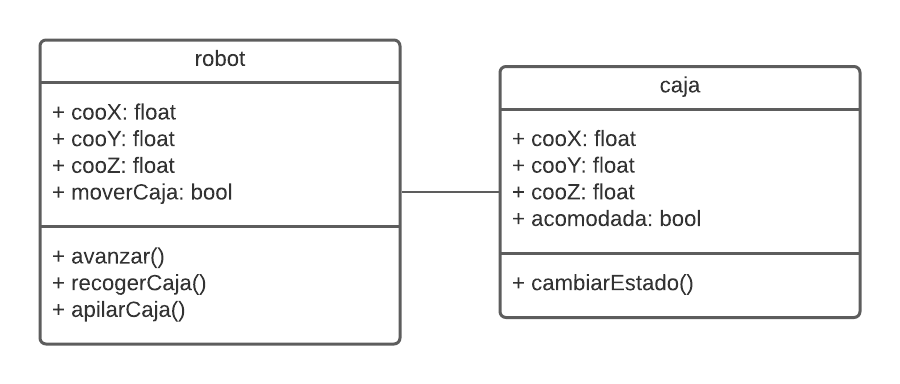 robot
+ cooX: float
+ cooY: float
+ cooZ: float
+ moverCaja: bool
+ avanzar()
+ recogerCaja()
+ apilarCaja()
caja
+ cooX: float
+ cooY: float
+ cooZ: float
+ acomodada: bool
+ cambiarEstado()